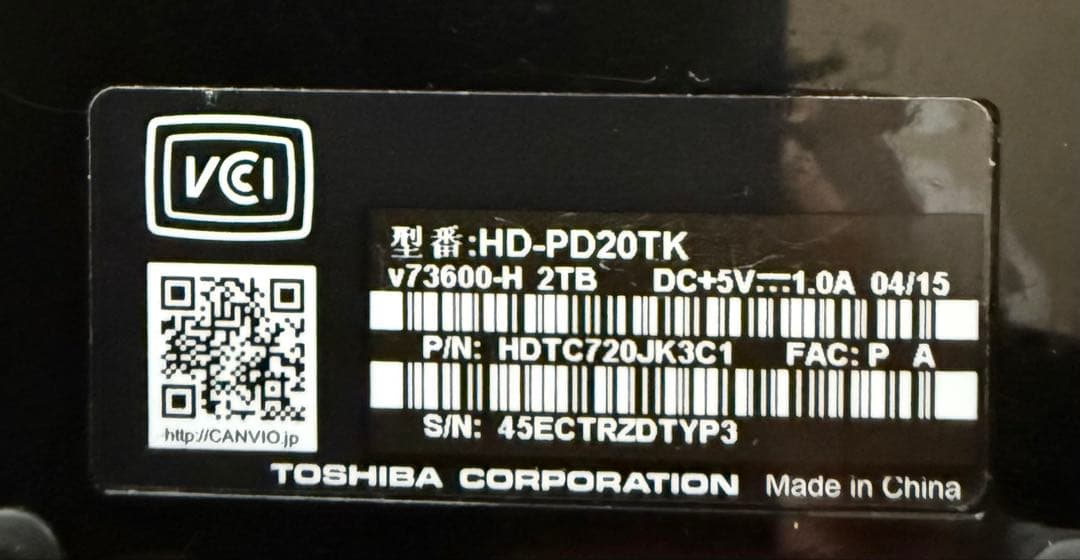 VCCI
型番:HD-PD20TK
v73600-H 2TB DC+5V⎓1.0A 04/15
P/N: HDTC720JK3C1 FAC: P A
S/N: 45ECTRZDTYP3
http://CANVIO.jp
TOSHIBA CORPORATION Made in China